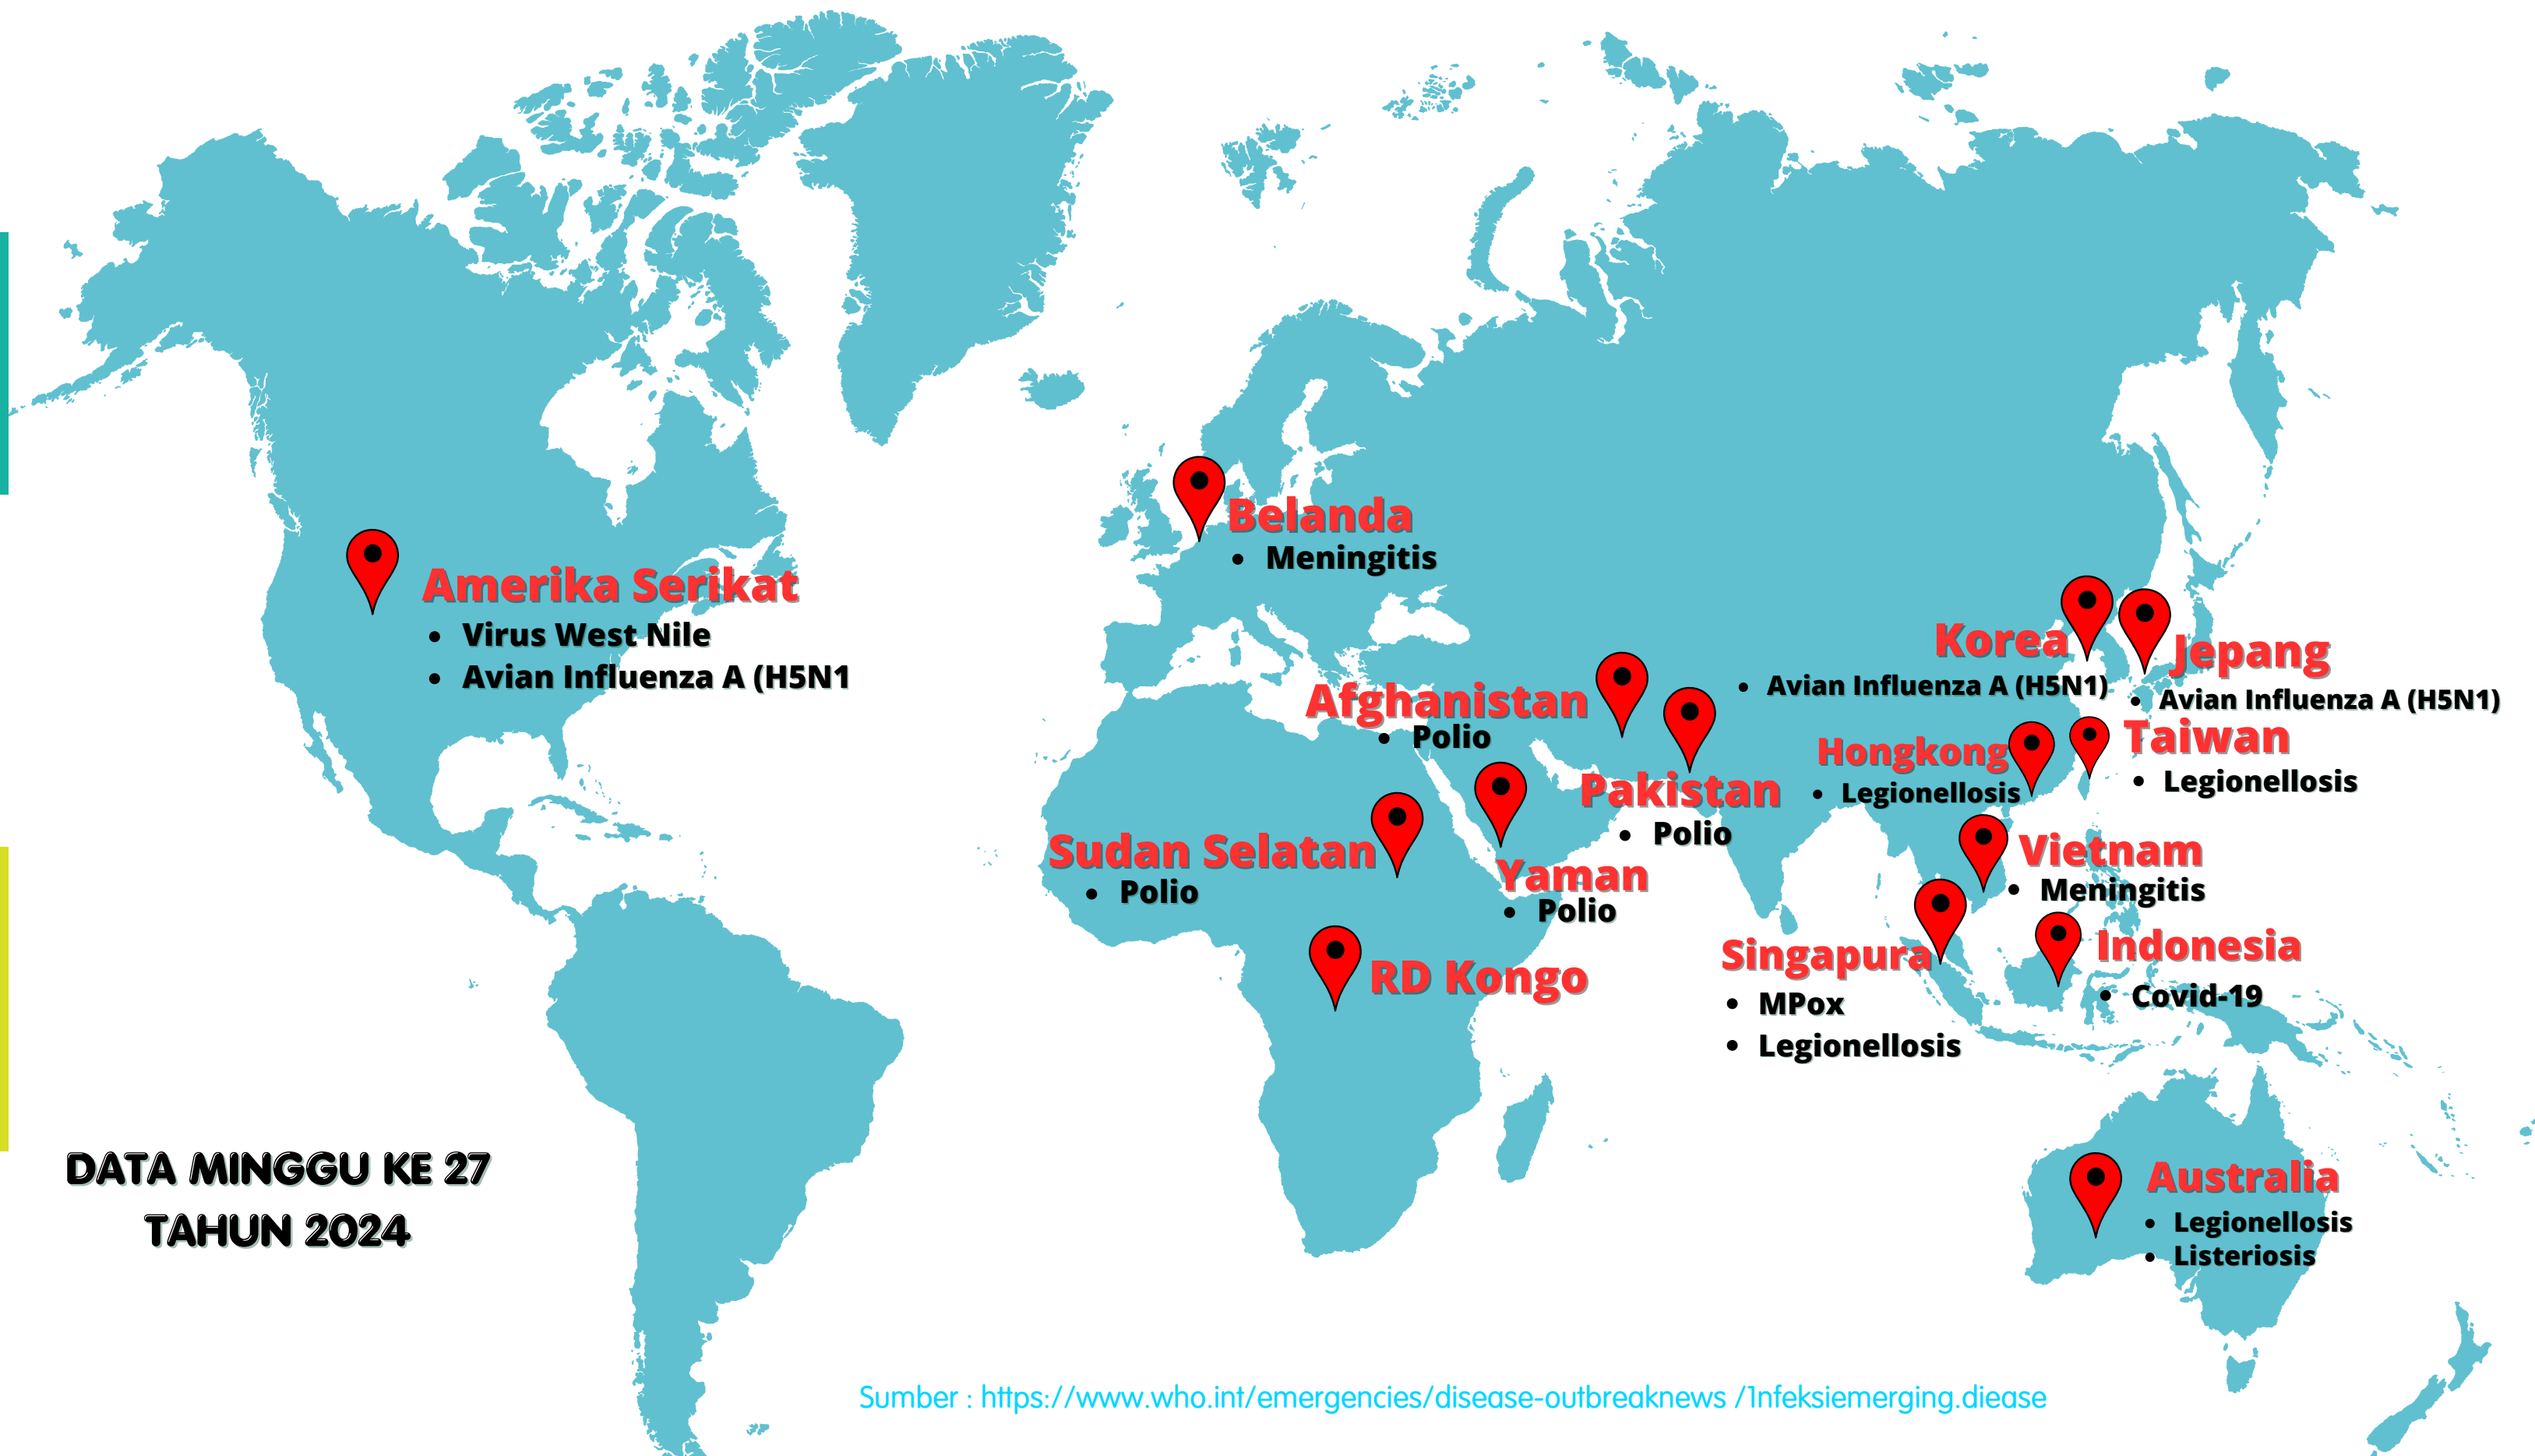 Belanda
• Meningitis
Amerika Serikat
• Virus West Nile
• Avian Influenza A (H5N1
Korea
• Avian Influenza A (H5N1)
Jepang
• Avian Influenza A (H5N1)
Afghanistan
• Polio
Taiwan
• Legionellosis
Hongkong
• Legionellosis
Pakistan
• Polio
Sudan Selatan
• Polio
Yaman
• Polio
Vietnam
• Meningitis
Singapura
• MPox
• Legionellosis
Indonesia
• Covid-19
RD Kongo
DATA MINGGU KE 27
TAHUN 2024
Australia
• Legionellosis
• Listeriosis
Sumber : https://www.who.int/emergencies/disease-outbreaknews /1nfeksiemerging.diease